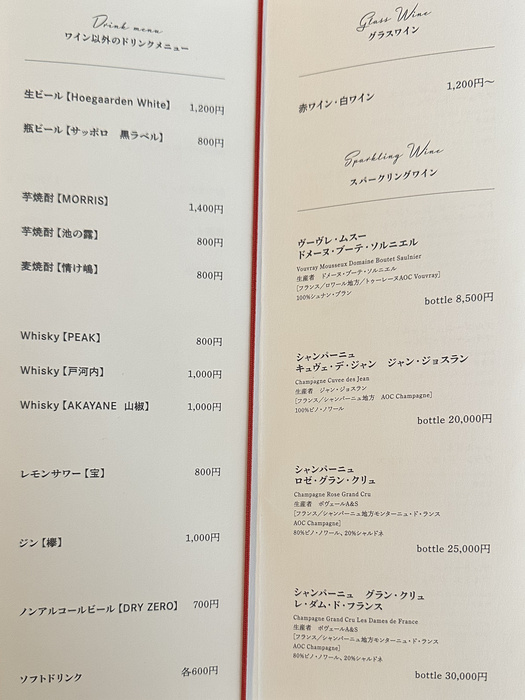 Drink menu
ワイン以外のドリンクメニュー
生ビール【Hoegaarden White】 1,200円
瓶ビール【サッポロ 黒ラベル】 800円
芋焼酎【MORRIS】 1,400円
芋焼酎【池の露】 800円
麦焼酎【情け嶋】 800円
Whisky【PEAK】 800円
Whisky【戸河内】 1,000円
Whisky【AKAYANE 山椒】 1,000円
レモンサワー【宝】 800円
ジン【欅】 1,000円
ノンアルコールビール【DRY ZERO】 700円
ソフトドリンク 各600円
Glass Wine
グラスワイン
赤ワイン・白ワイン 1,200円〜
Sparkling Wine
スパークリングワイン
ヴーヴレ・ムスー
ドメーヌ・ブーテ・ソルニエル
Vouvray Mousseux Domaine Boutet Saulnier
生産者 ドメーヌ・ブーテ・ソルニエル
[フランス/ロワール地方/トゥーレーヌAOC Vouvray]
100%シュナン・ブラン
bottle 8,500円
シャンパーニュ
キュヴェ・デ・ジャン ジャン・ジョスラン
Champagne Cuvee des Jean
生産者 ジャン・ジョスラン
[フランス/シャンパーニュ地方 AOC Champagne]
100%ピノ・ノワール
bottle 20,000円
シャンパーニュ
ロゼ・グラン・クリュ
Champagne Rose Grand Cru
生産者 ボヴェールA&S
[フランス/シャンパーニュ地方モンターニュ・ド・ランス
AOC Champagne]
80%ピノ・ノワール、20%シャルドネ
bottle 25,000円
シャンパーニュ グラン・クリュ
レ・ダム・ド・フランス
Champagne Grand Cru Les Dames de France
生産者 ボヴェールA&S
[フランス/シャンパーニュ地方モンターニュ・ド・ランス
AOC Champagne]
80%ピノ・ノワール、20%シャルドネ
bottle 30,000円